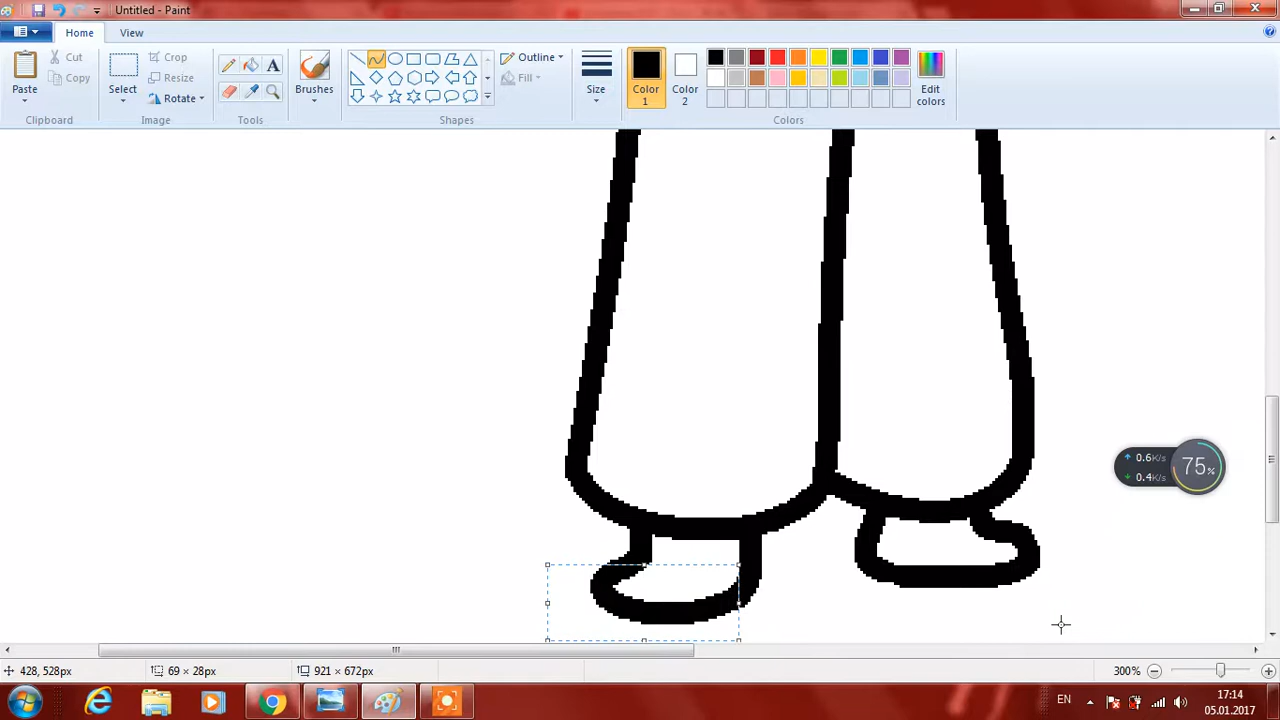 Untitled - Paint
Home
View
Paste
Cut
Copy
Clipboard
Select
Crop
Resize
Rotate
Image
A
Tools
Brushes
Outline
Fill
Shapes
Size
Color 1
Color 2
Edit colors
Colors
0.6K/s
0.4K/s
75%
428, 528px
69 × 28px
921 × 672px
300%
EN
17:14
05.01.2017